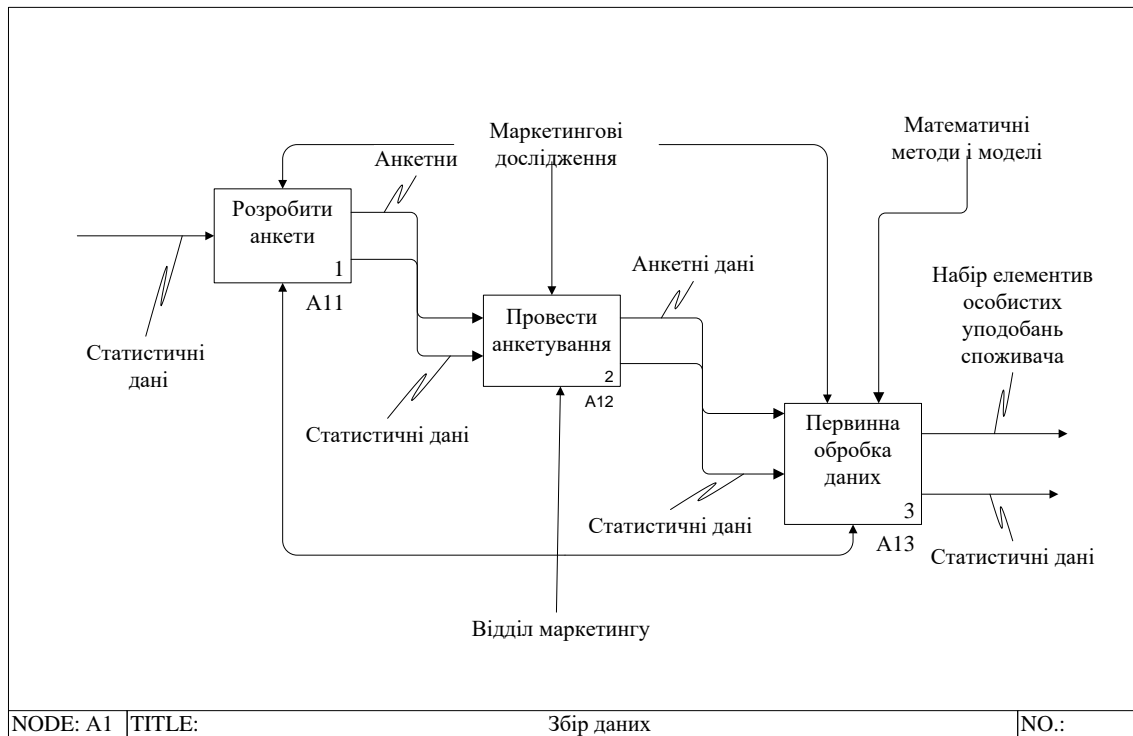 Маркетингові
дослідження
Математичні
методи і моделі
Анкетни
Розробити
анкети
1
A11
Статистичні
дані
Анкетні дані
Набір елементив
особистих
уподобань
споживача
Провести
анкетування
2
A12
Статистичні дані
Первинна
обробка
даних
3
A13
Статистичні дані
Статистичні дані
Відділ маркетингу
NODE: A1 TITLE: Збір даних NO.: